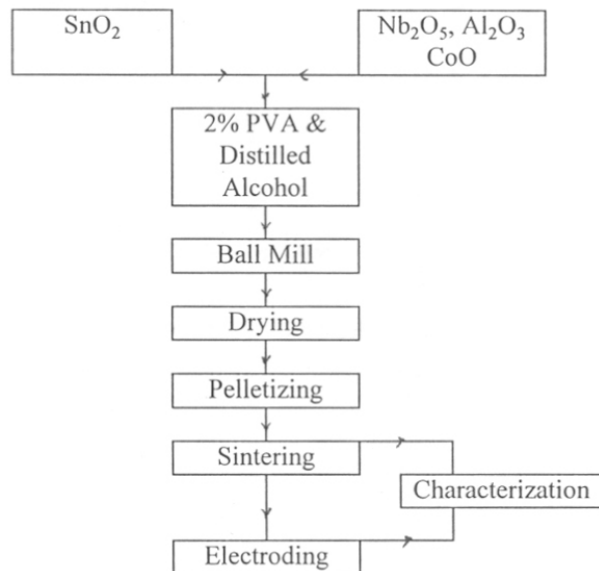 SnO₂
Nb₂O₅, Al₂O₃
CoO
2% PVA &
Distilled
Alcohol
Ball Mill
Drying
Pelletizing
Sintering
Characterization
Electroding